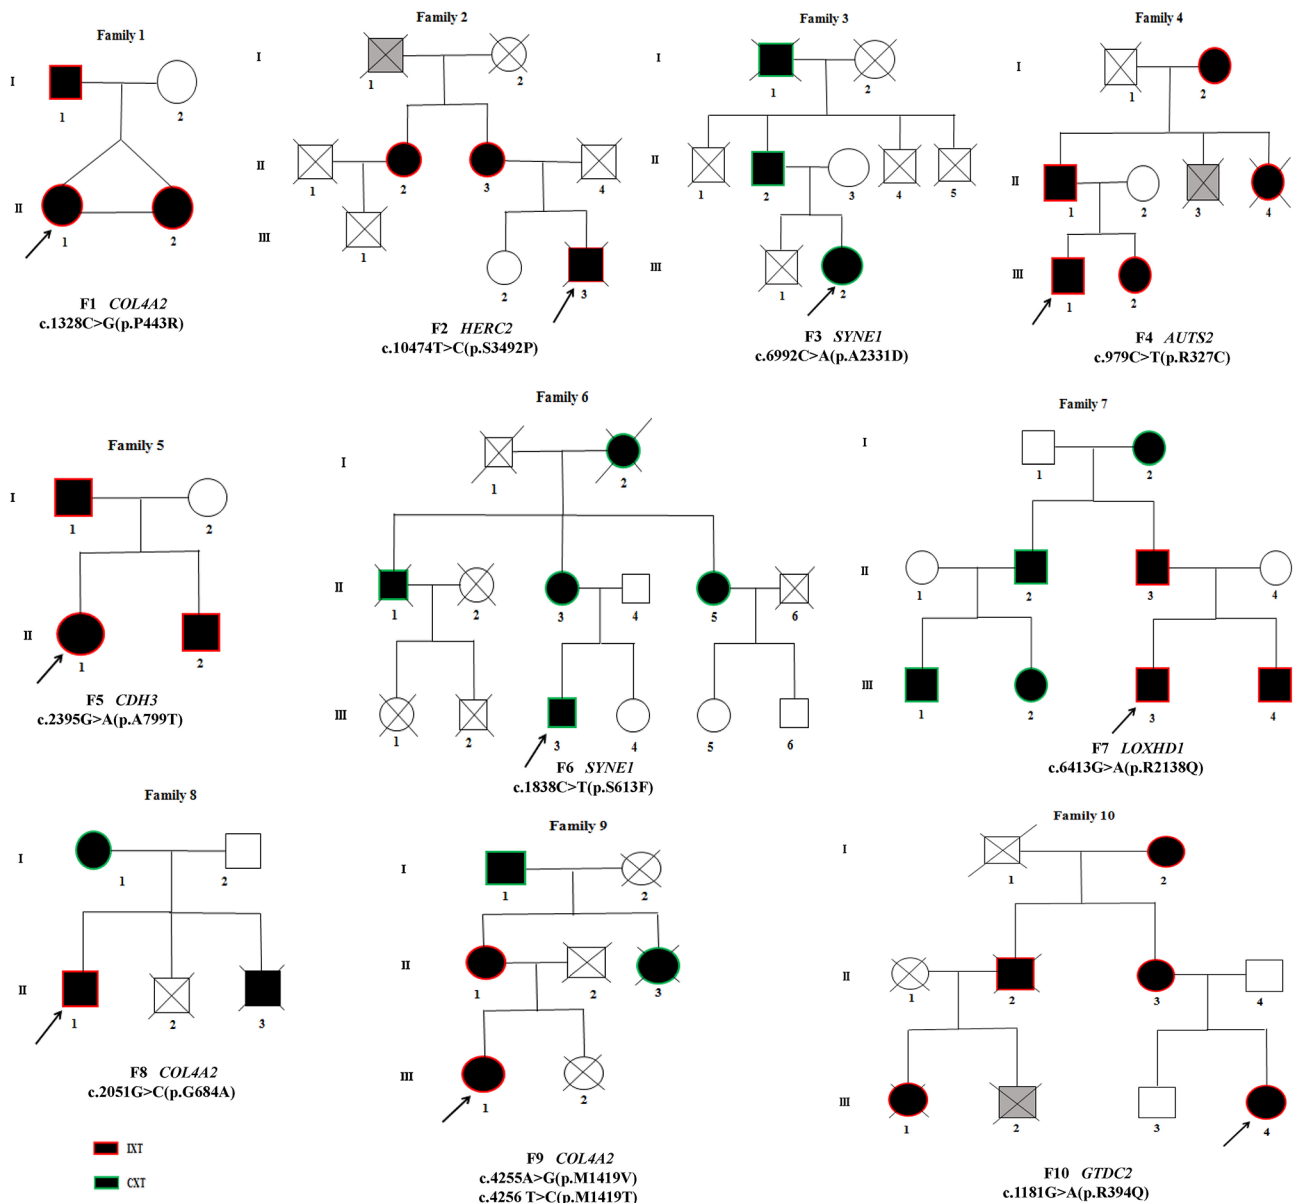 Family 1
I
1
2
II
1
2
F1 COL4A2
c.1328C>G(p.P443R)
Family 2
I
1
2
II
1
2
3
4
III
1
2
3
F2 HERC2
c.10474T>C(p.S3492P)
Family 3
I
1
2
II
1
2
3
4
5
III
1
2
F3 SYNE1
c.6992C>A(p.A2331D)
Family 4
I
1
2
II
1
2
3
4
III
1
2
F4 AUTS2
c.979C>T(p.R327C)
Family 5
I
1
2
II
1
2
F5 CDH3
c.2395G>A(p.A799T)
Family 6
I
1
2
II
1
2
3
4
5
6
III
1
2
3
4
5
6
F6 SYNE1
c.1838C>T(p.S613F)
Family 7
I
1
2
II
1
2
3
4
III
1
2
3
4
F7 LOXHD1
c.6413G>A(p.R2138Q)
Family 8
I
1
2
II
1
2
3
F8 COL4A2
c.2051G>C(p.G684A)
IXT
CXT
Family 9
I
1
2
II
1
2
3
III
1
2
F9 COL4A2
c.4255A>G(p.M1419V)
c.4256 T>C(p.M1419T)
Family 10
I
1
2
II
1
2
3
4
III
1
2
3
4
F10 GTDC2
c.1181G>A(p.R394Q)